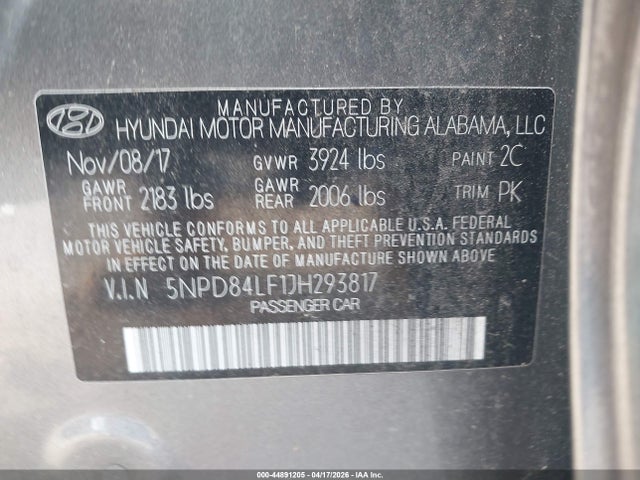 MANUFACTURED BY
HYUNDAI MOTOR MANUFACTURING ALABAMA, LLC
Nov/08/17 GVWR 3924 lbs PAINT 2C
GAWR FRONT 2183 lbs GAWR REAR 2006 lbs TRIM PK
THIS VEHICLE CONFORMS TO ALL APPLICABLE U.S.A. FEDERAL
MOTOR VEHICLE SAFETY, BUMPER, AND THEFT PREVENTION STANDARDS
IN EFFECT ON THE DATE OF MANUFACTURE SHOWN ABOVE.
V.I.N 5NPD84LF1JH293817
PASSENGER CAR
000-44891205 04/17/2026 IAA Inc.